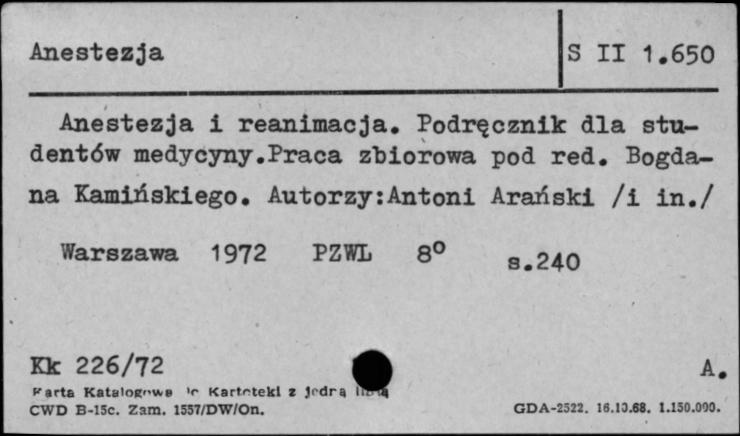 Anestezja
S II 1.650
Anestezja i reanimacja. Podręcznik dla stu-
dentów medycyny.Praca zbiorowa pod red. Bogda-
na Kamińskiego. Autorzy:Antoni Arański /i in./
Warszawa 1972 PZWL 8° s.240
Kk 226/72
A.
Karta Katalogowa Kartoteki z
CWD B-15c. Zam. 1557/DW/On.
GDA-2522. 16.10.68. 1.150.000.